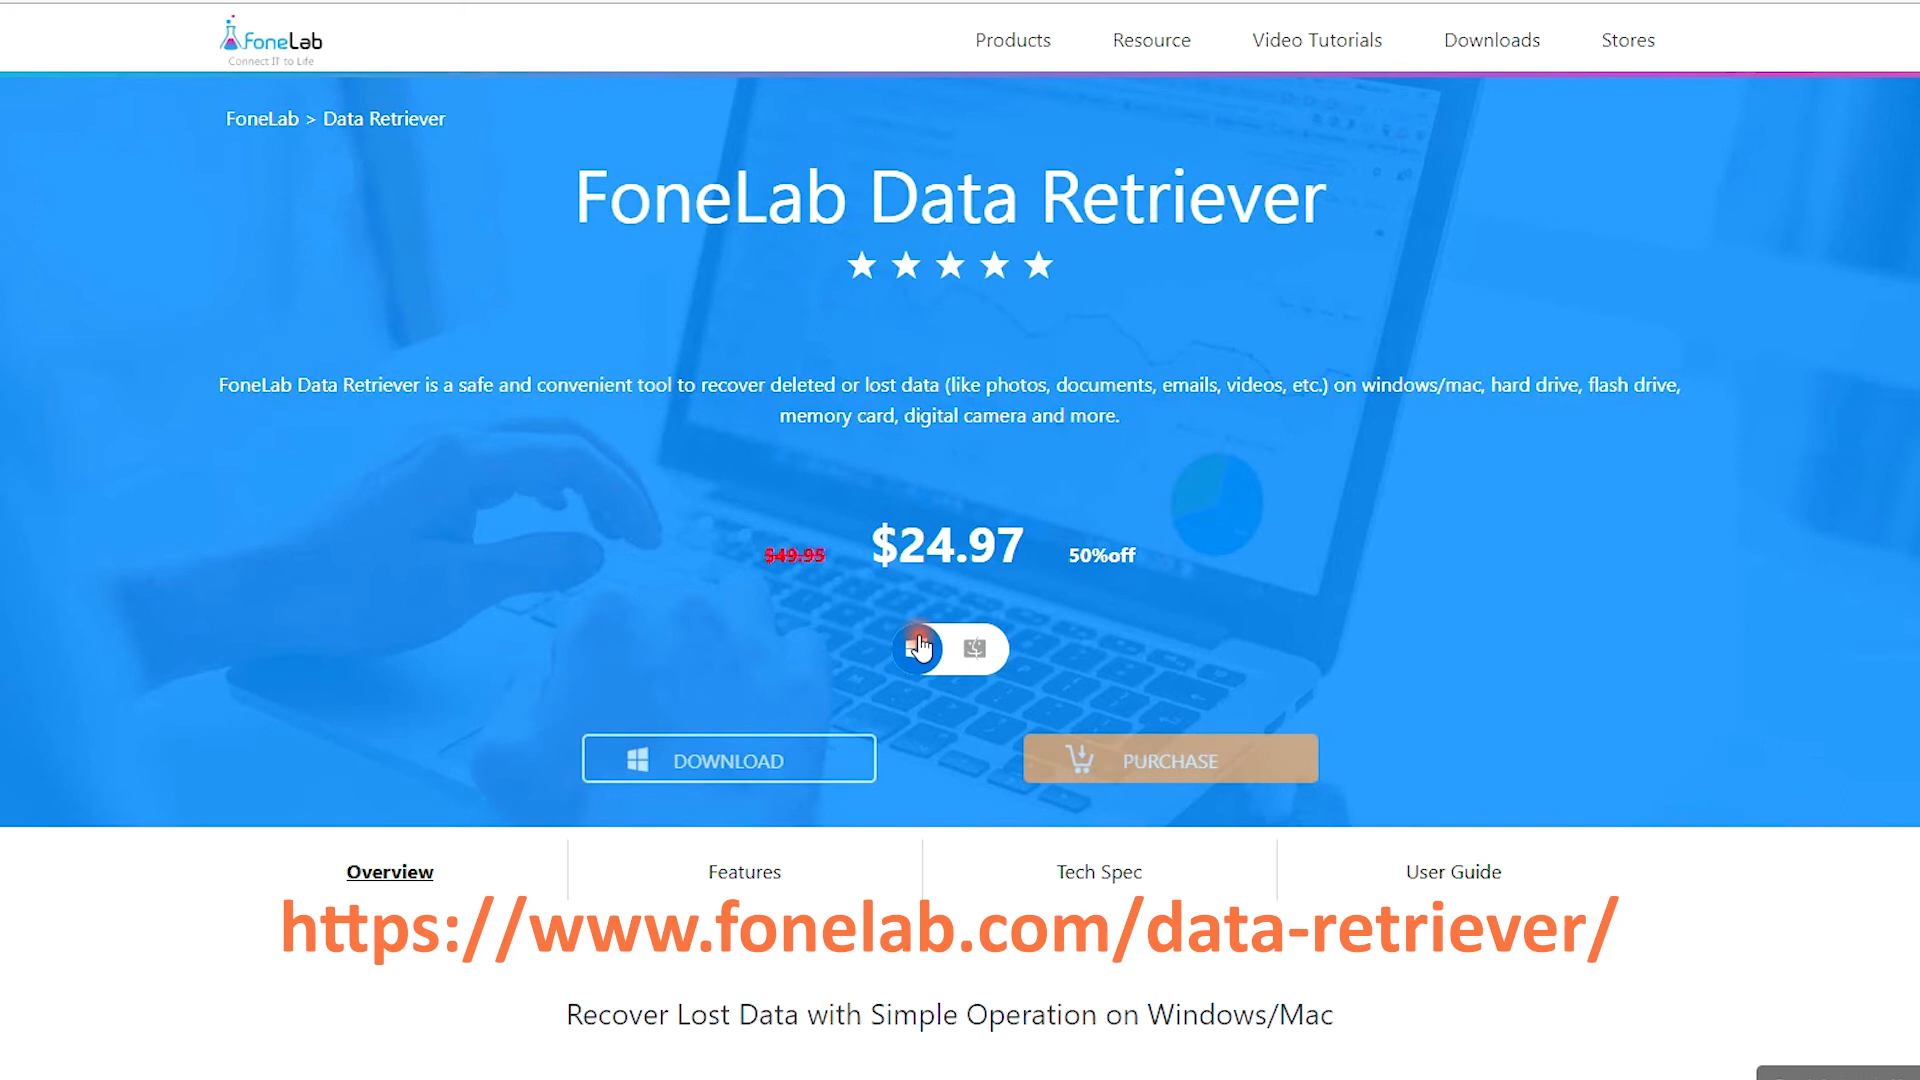 FoneLab
Connect IT to Life
Products
Resource
Video Tutorials
Downloads
Stores
FoneLab > Data Retriever
FoneLab Data Retriever
FoneLab Data Retriever is a safe and convenient tool to recover deleted or lost data (like photos, documents, emails, videos, etc.) on windows/mac, hard drive, flash drive,
memory card, digital camera and more.
$49.95
$24.97
50%off
DOWNLOAD
PURCHASE
Overview
Features
Tech Spec
User Guide
https://www.fonelab.com/data-retriever/
Recover Lost Data with Simple Operation on Windows/Mac